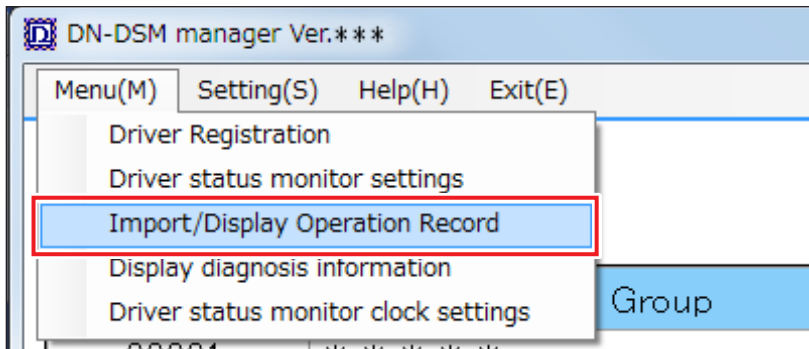 DN-DSM manager Ver.***
Menu(M) Setting(S) Help(H) Exit(E)
Driver Registration
Driver status monitor settings
Import/Display Operation Record
Display diagnosis information
Driver status monitor clock settings
Group